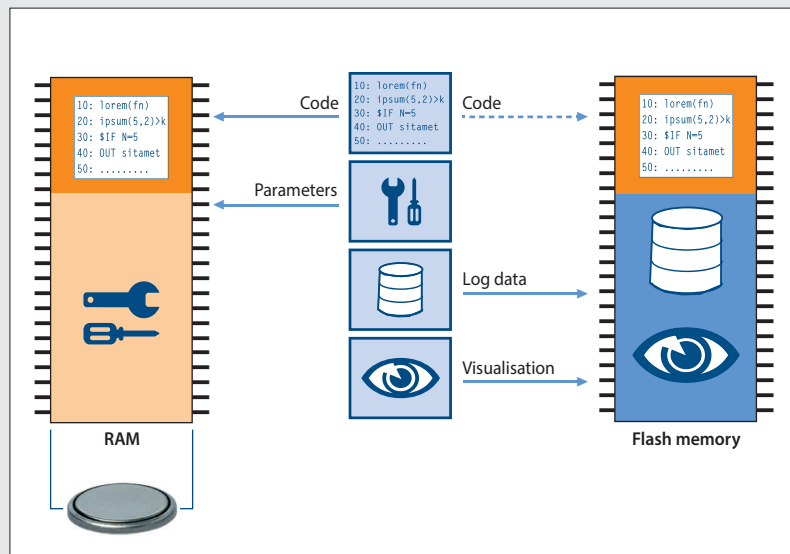 10: lorem(fn)
20: ipsum(5,2)>k
30: $IF N=5
40: OUT sitamet
50: .........
Code
10: lorem(fn)
20: ipsum(5,2)>k
30: $IF N=5
40: OUT sitamet
50: .........
Code
10: lorem(fn)
20: ipsum(5,2)>k
30: $IF N=5
40: OUT sitamet
50: .........
Parameters
Log data
Visualisation
RAM
Flash memory